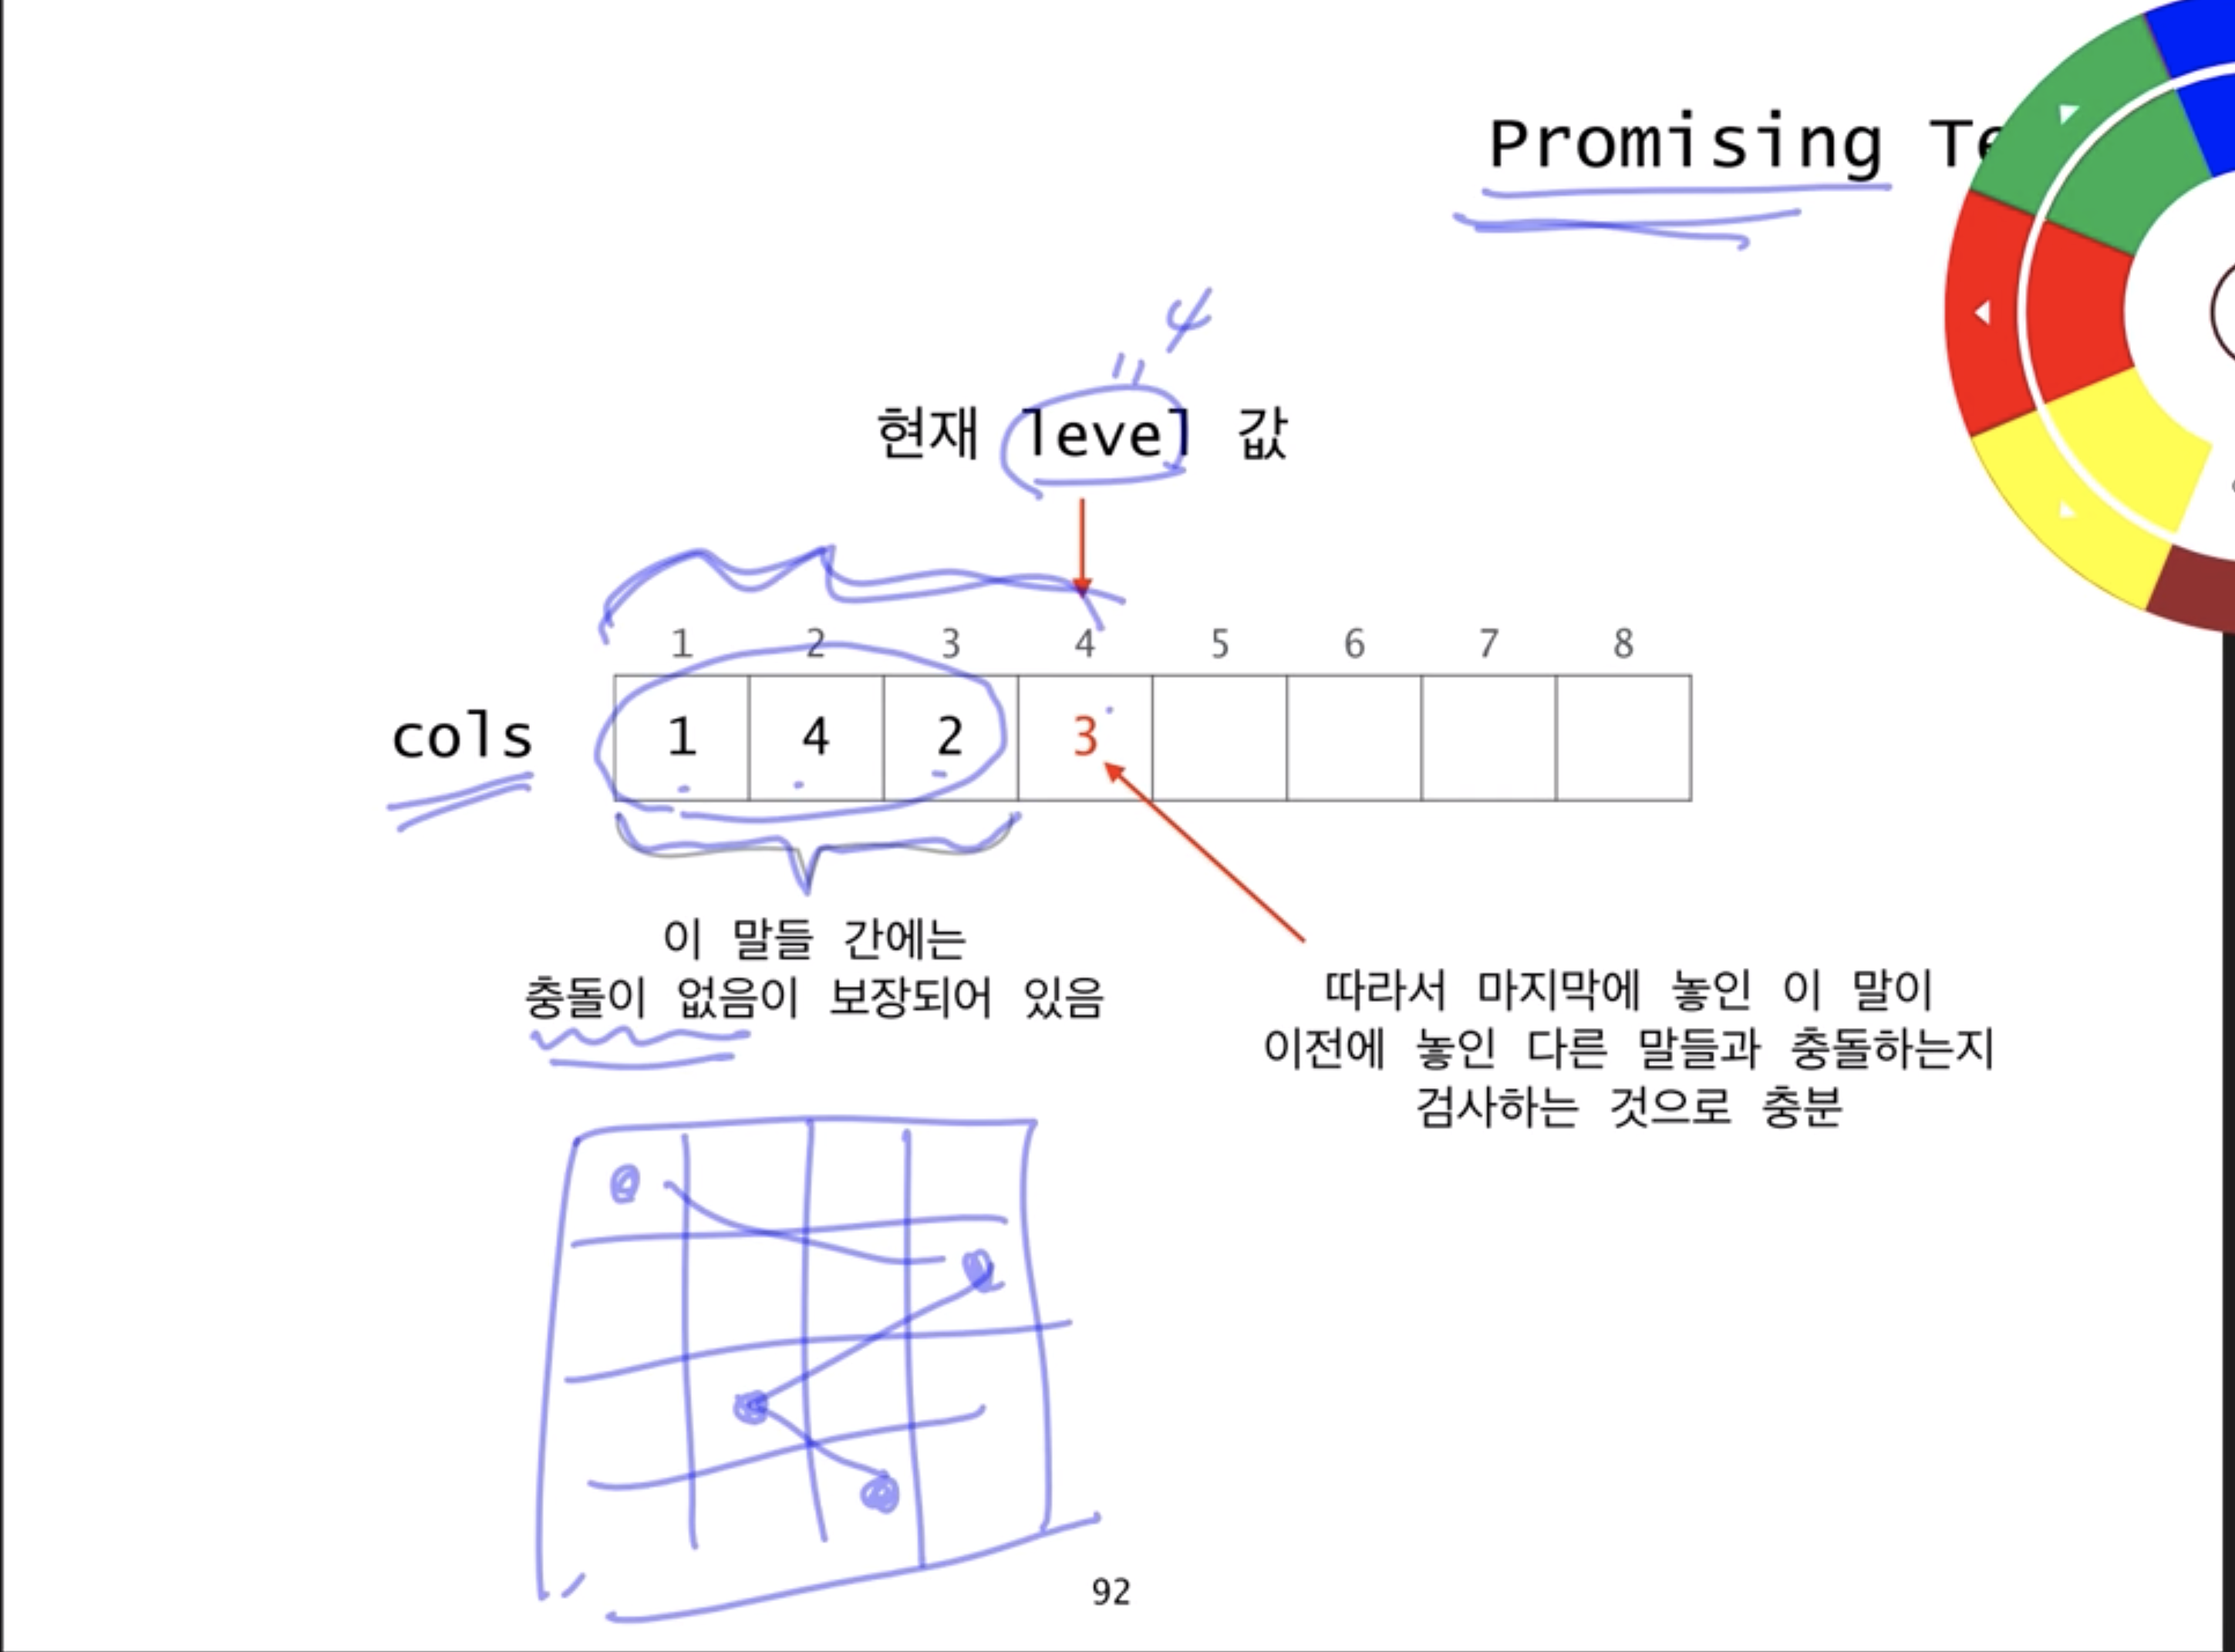 Promising
4
현재 level 값
1 2 3 4 5 6 7 8
cols 1 4 2 3
이 말들 간에는
충돌이 없음이 보장되어 있음
따라서 마지막에 놓인 이 말이
이전에 놓인 다른 말들과 충돌하는지
검사하는 것으로 충분
92